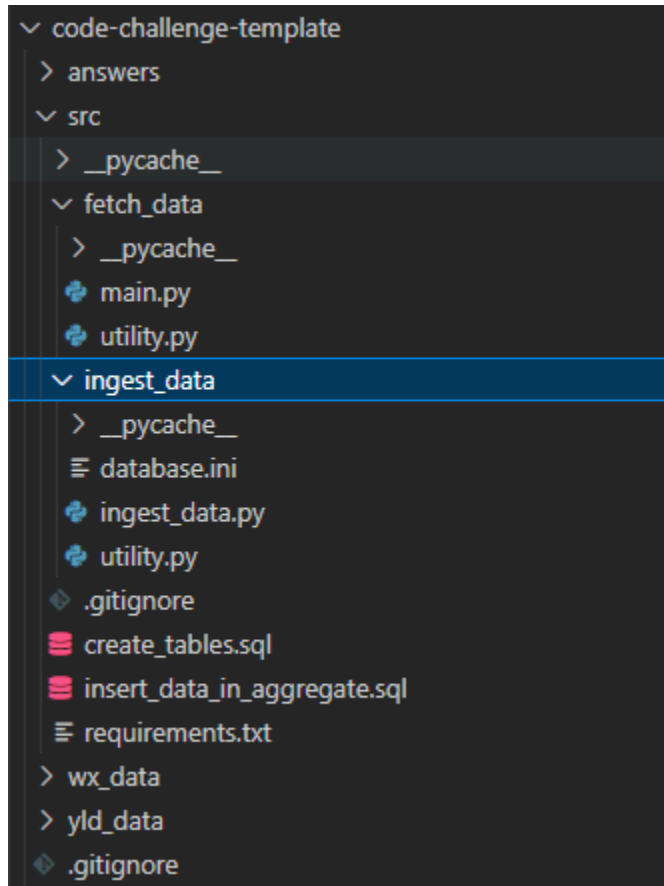 code-challenge-template
answers
src
__pycache__
fetch_data
__pycache__
main.py
utility.py
ingest_data
__pycache__
database.ini
ingest_data.py
utility.py
.gitignore
create_tables.sql
insert_data_in_aggregate.sql
requirements.txt
wx_data
yld_data
.gitignore